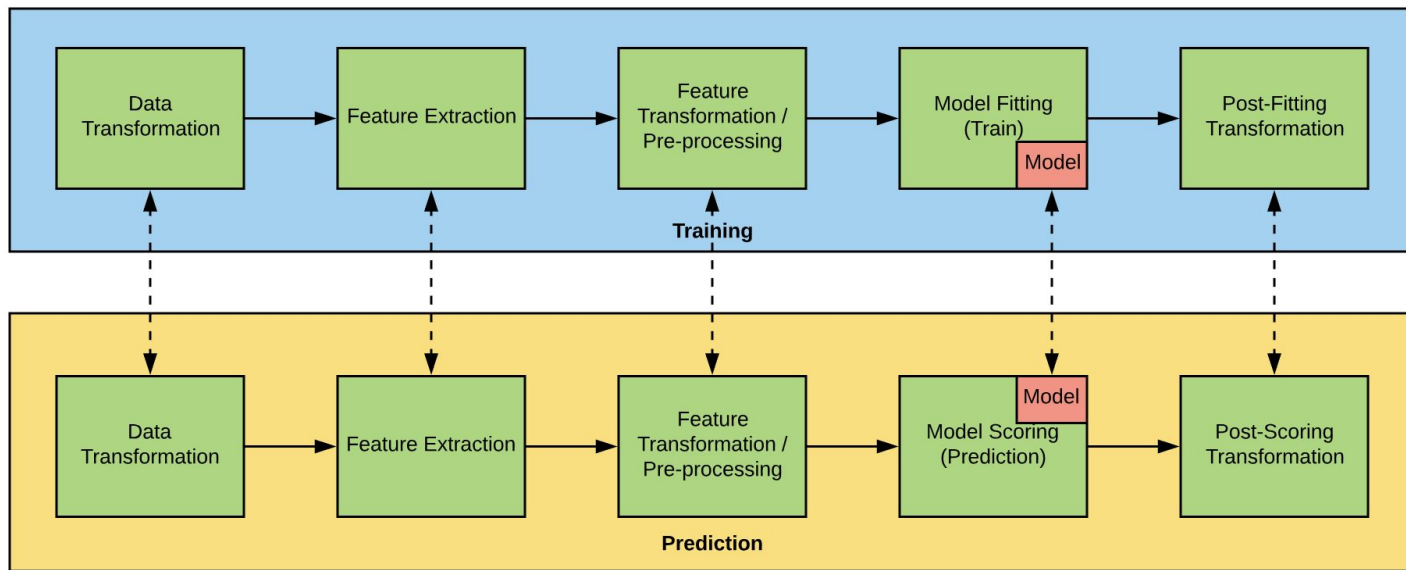 Data
Transformation
Feature Extraction
Feature
Transformation /
Pre-processing
Model Fitting
(Train)
Model
Post-Fitting
Transformation
Training
Data
Transformation
Feature Extraction
Feature
Transformation /
Pre-processing
Model
Model Scoring
(Prediction)
Post-Scoring
Transformation
Prediction